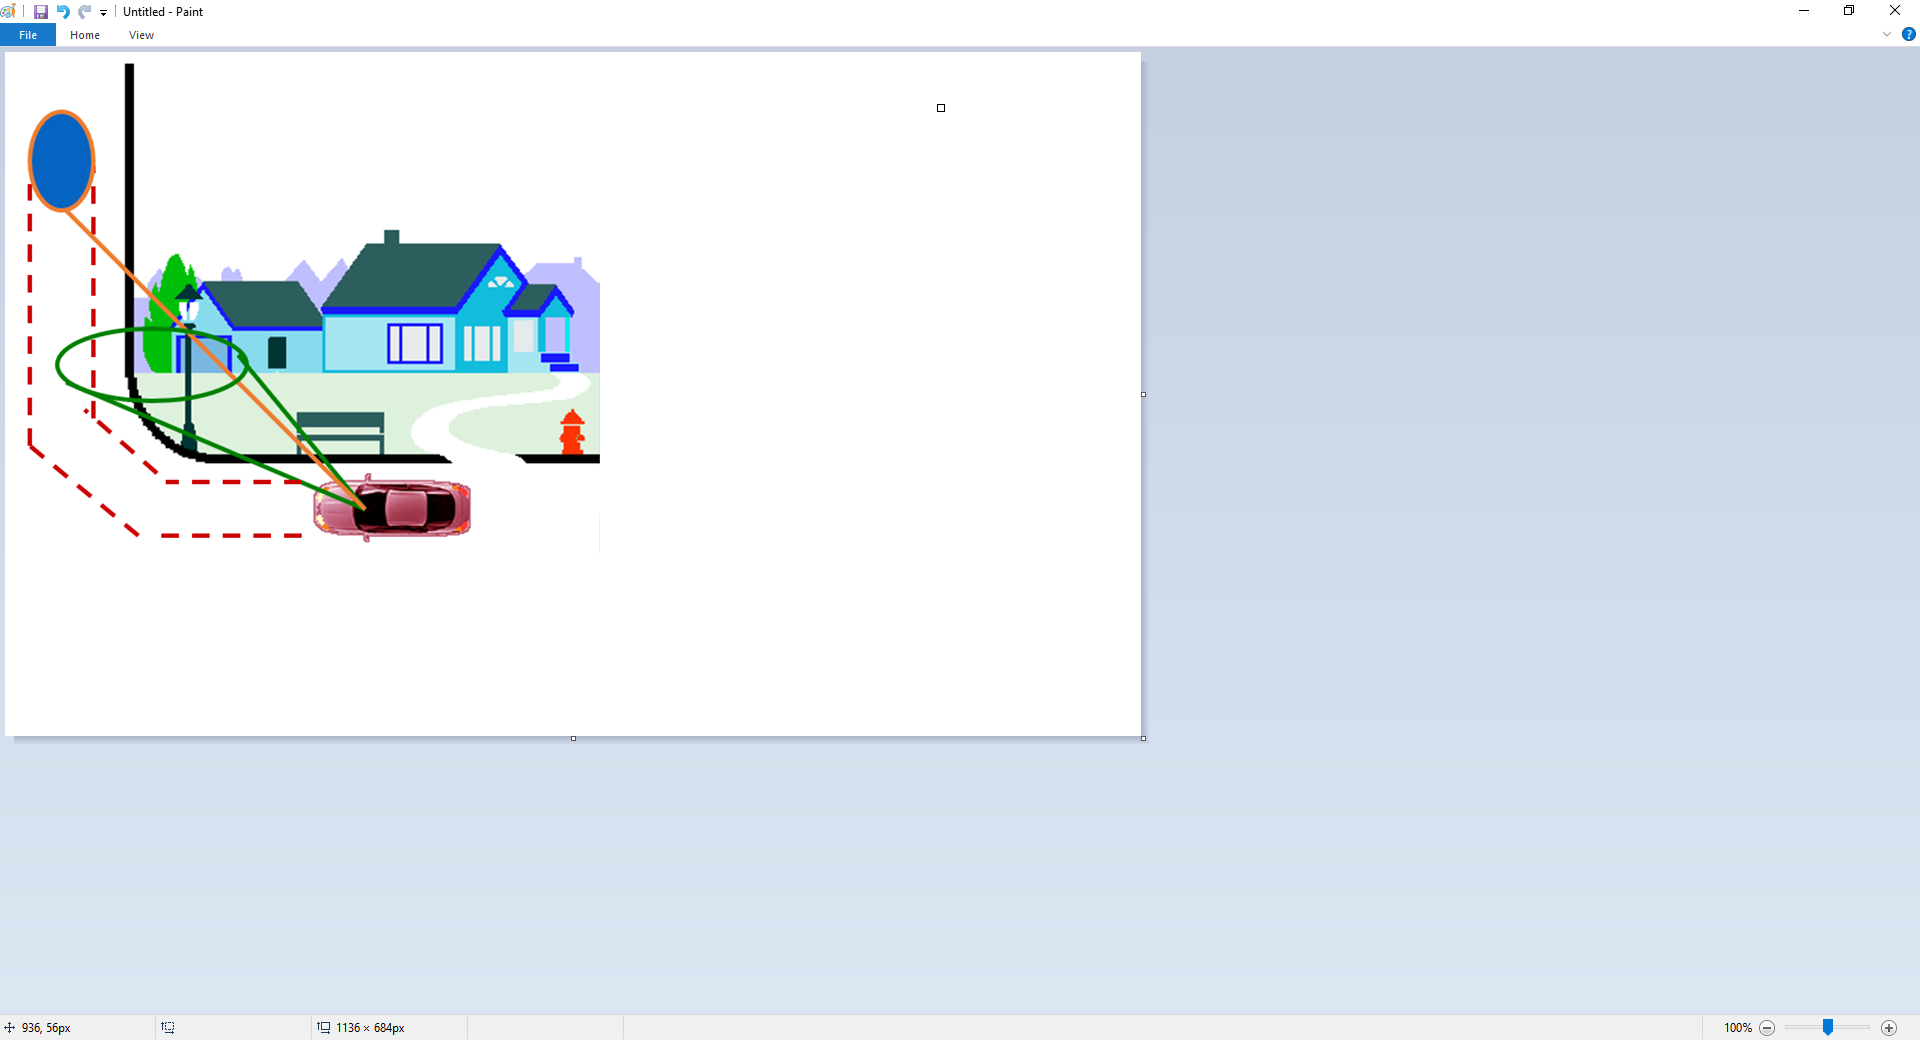 Untitled - Paint
File Home View
?
936, 56px
1136 × 684px
100%